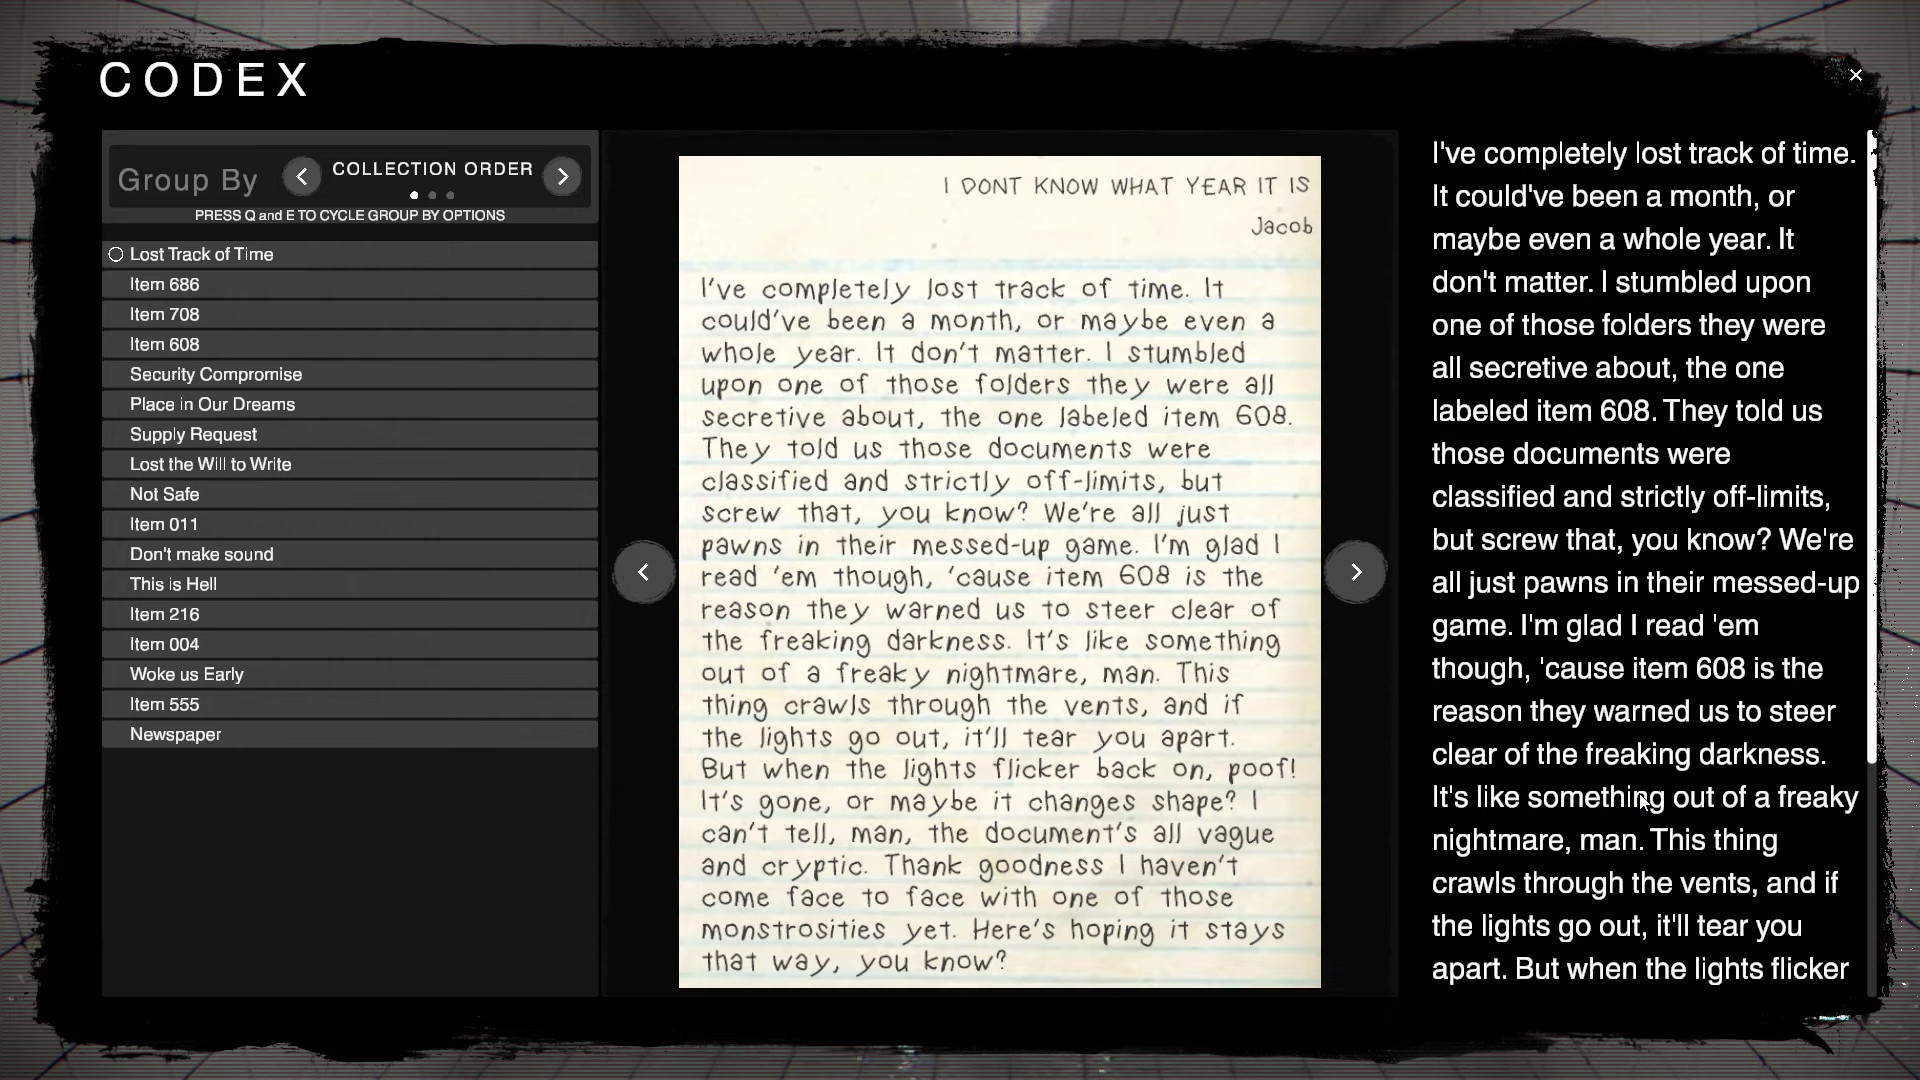 CODEX
Group By
COLLECTION ORDER
PRESS Q and E TO CYCLE GROUP BY OPTIONS
Lost Track of Time
Item 686
Item 708
Item 608
Security Compromise
Place in Our Dreams
Supply Request
Lost the Will to Write
Not Safe
Item 011
Don't make sound
This is Hell
Item 216
Item 004
Woke us Early
Item 555
Newspaper
I DONT KNOW WHAT YEAR IT IS
Jacob
I've completely lost track of time. It
could've been a month, or maybe even a
whole year. It don't matter. I stumbled
upon one of those folders they were all
secretive about, the one labeled item 608.
They told us those documents were
classified and strictly off-limits, but
screw that, you know? We're all just
pawns in their messed-up game. I'm glad I
read 'em though, 'cause item 608 is the
reason they warned us to steer clear of
the freaking darkness. It's like something
out of a freaky nightmare, man. This
thing crawls through the vents, and if
the lights go out, it'll tear you apart.
But when the lights flicker back on, poof!
It's gone, or maybe it changes shape? I
can't tell, man, the document's all vague
and cryptic. Thank goodness I haven't
come face to face with one of those
monstrosities yet. Here's hoping it stays
that way, you know?
I've completely lost track of time.
It could've been a month, or
maybe even a whole year. It
don't matter. I stumbled upon
one of those folders they were
all secretive about, the one
labeled item 608. They told us
those documents were
classified and strictly off-limits,
but screw that, you know? We're
all just pawns in their messed-up
game. I'm glad I read 'em
though, 'cause item 608 is the
reason they warned us to steer
clear of the freaking darkness.
It's like something out of a freaky
nightmare, man. This thing
crawls through the vents, and if
the lights go out, it'll tear you
apart. But when the lights flicker